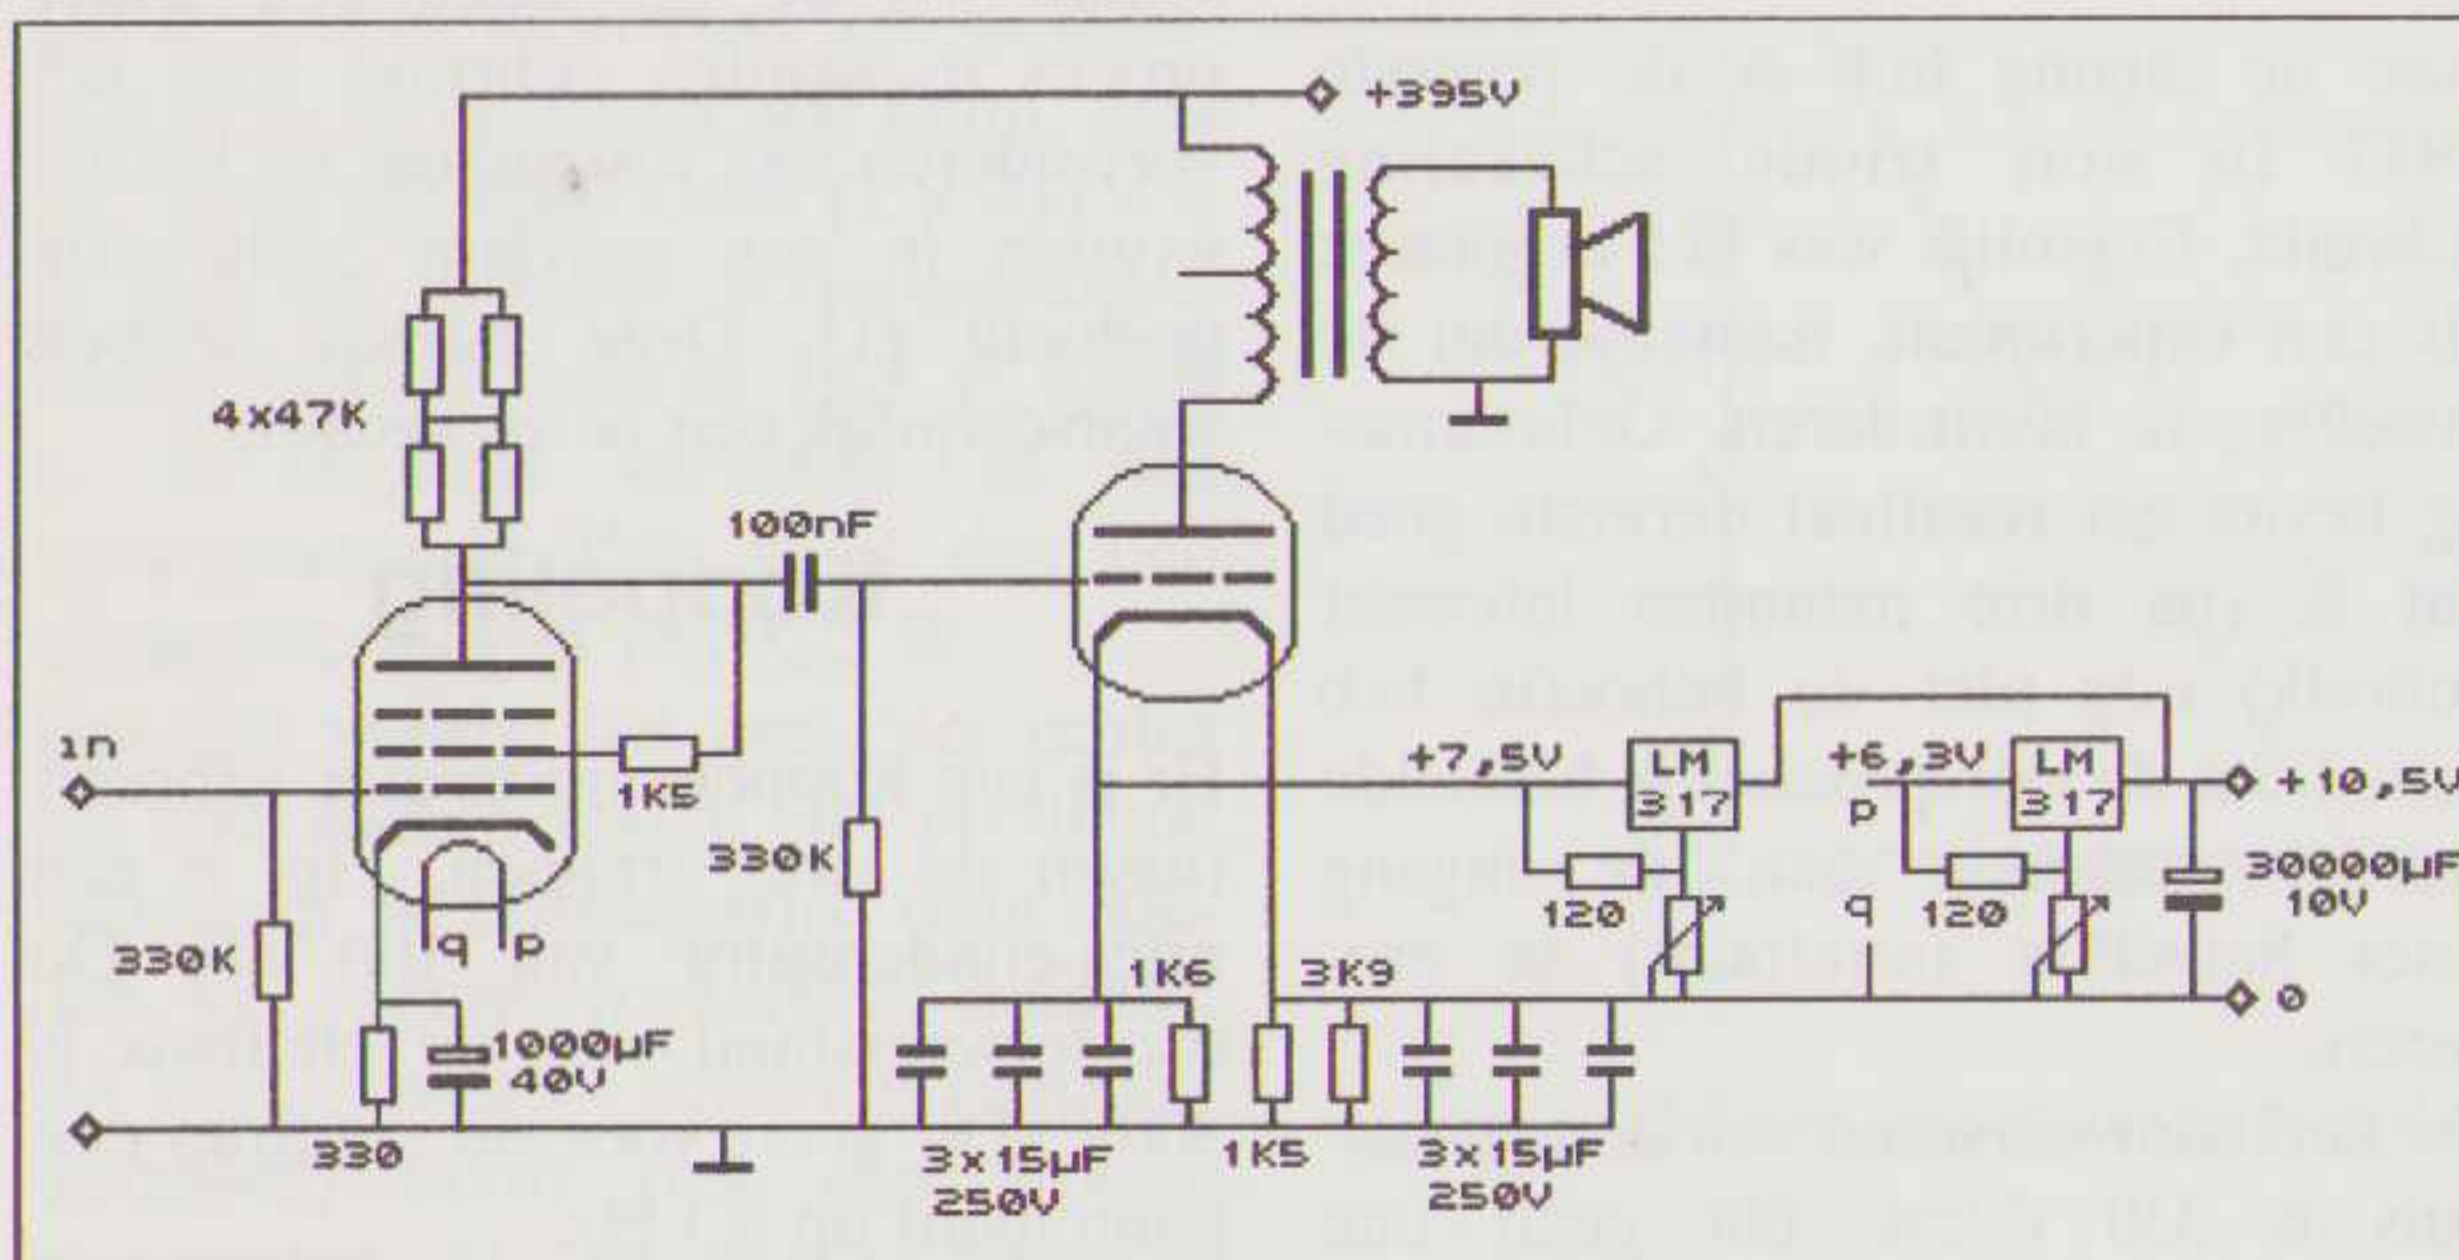 +395V
4x47K
100nF
in
1K5
+7,5V
LM
317
+6,3V
LM
317
+10,5V
p
330K
q
120
120
30000µF
10V
330K
q
p
1K6
3K9
0
1000µF
40V
330
3x15µF
250V
1K5
3x15µF
250V